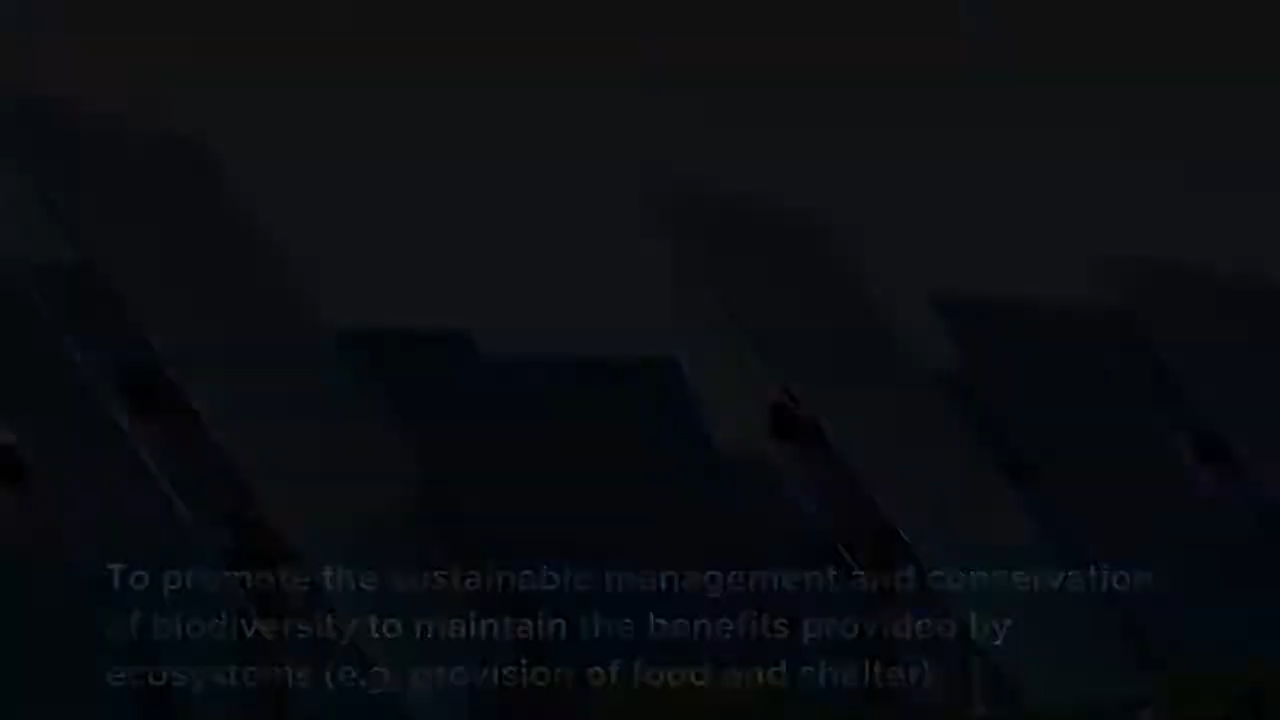 To promote the sustainable management and conservation
of biodiversity to maintain the benefits provided by
ecosystems (e.g. provision of food and shelter)